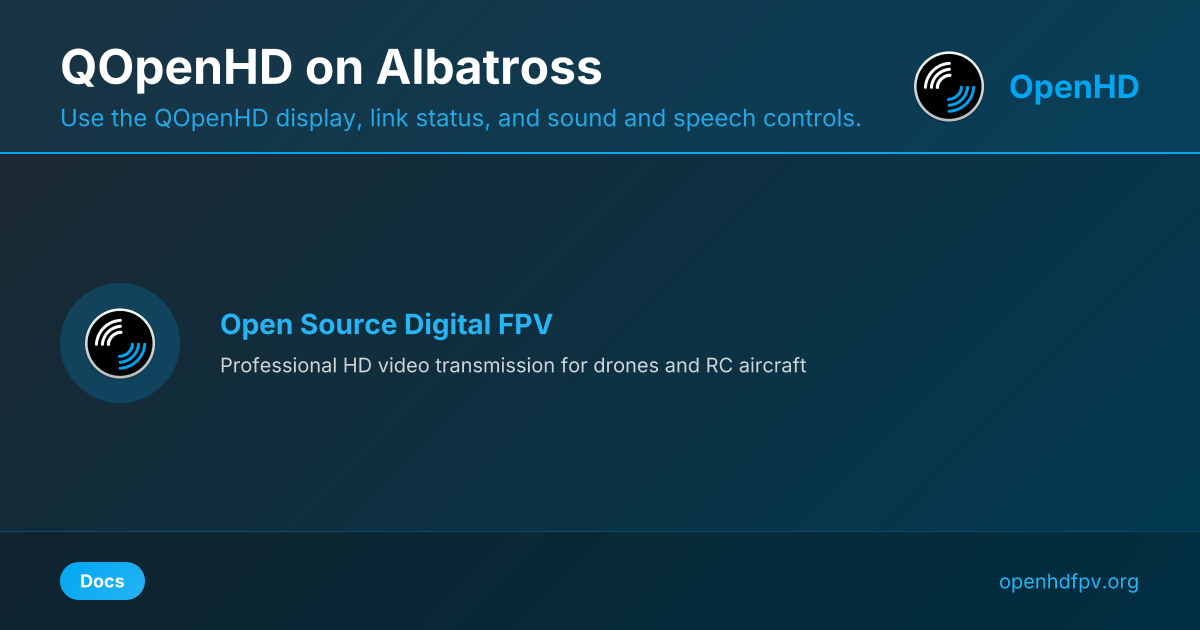 QOpenHD on Albatross
Use the QOpenHD display, link status, and sound and speech controls.
OpenHD
Open Source Digital FPV
Professional HD video transmission for drones and RC aircraft
Docs
openhdfpv.org